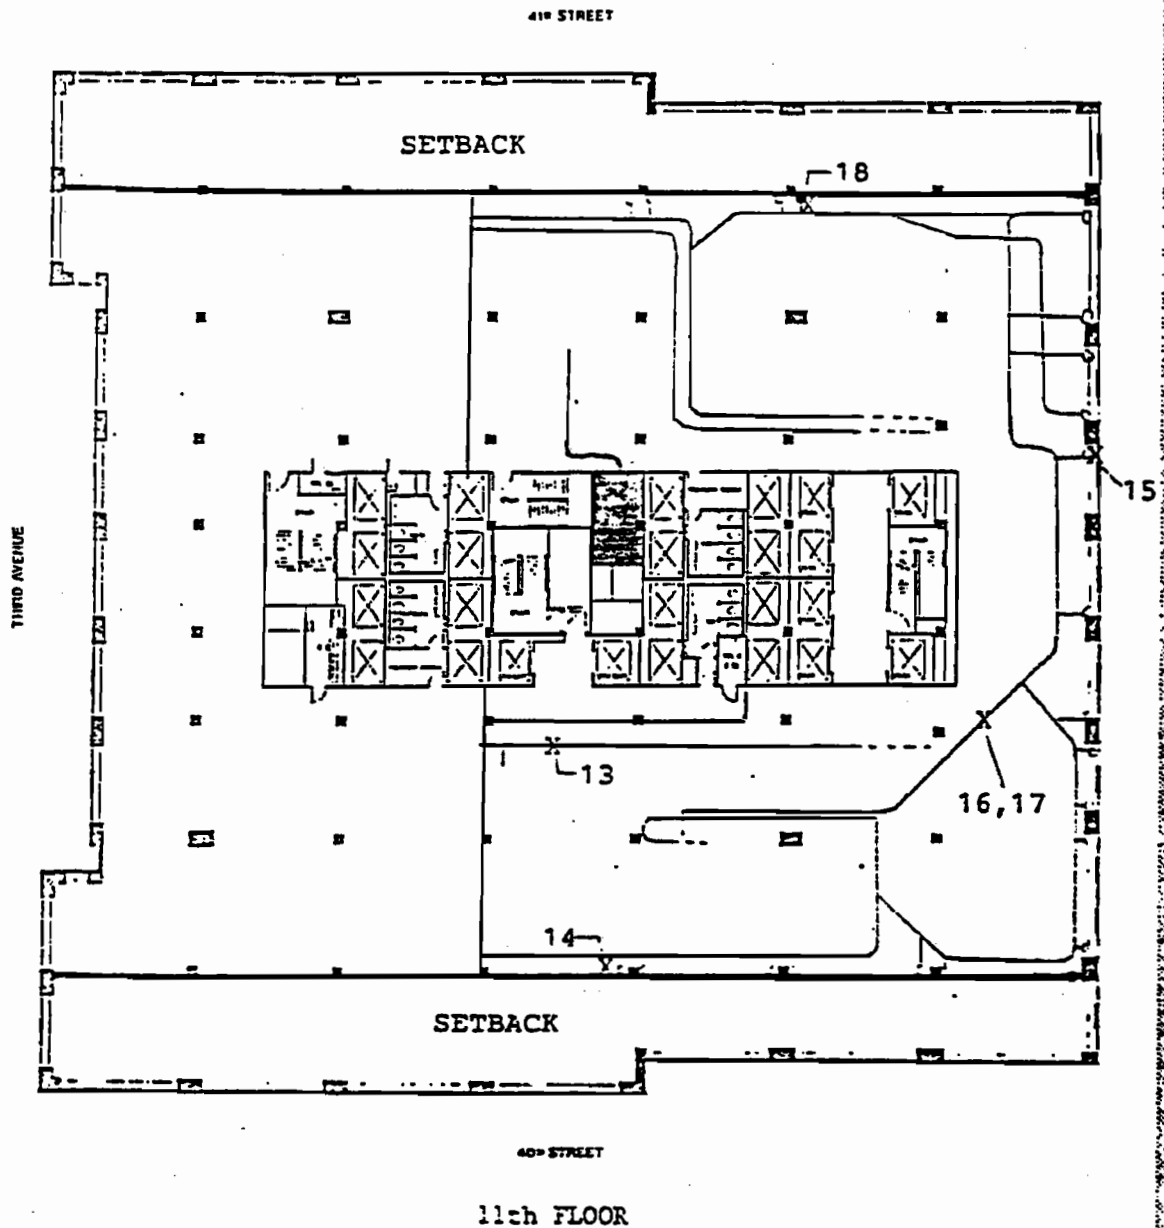 41ST STREET
SETBACK
18
15
THIRD AVENUE
13
16,17
14
SETBACK
40TH STREET
11th FLOOR